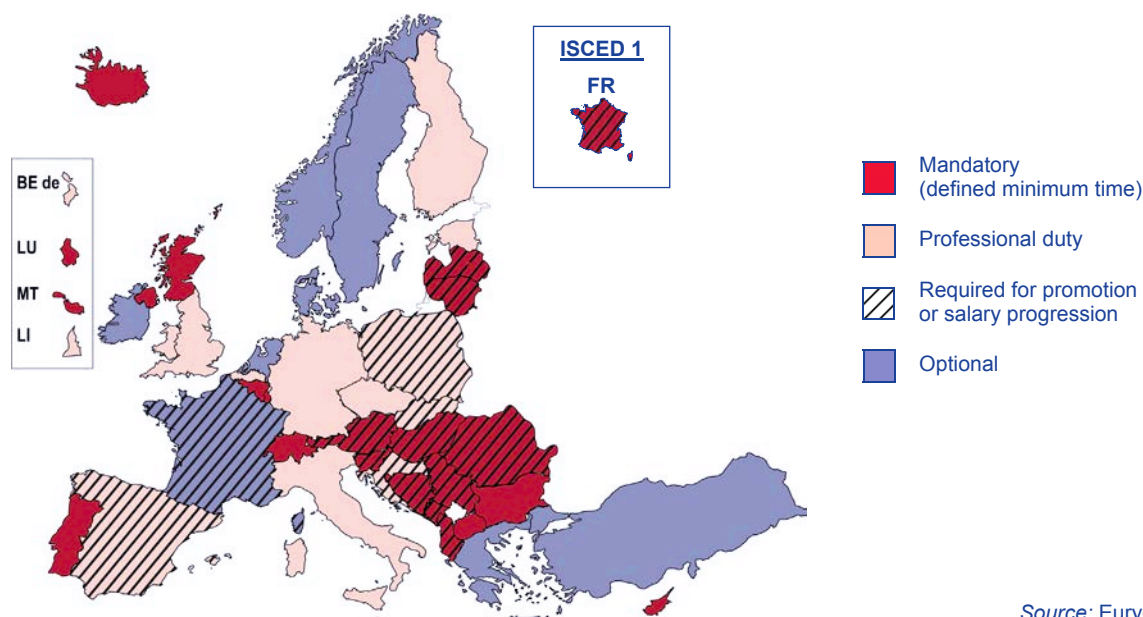 ISCED 1
FR
BE de
LU
MT
LI
Mandatory
(defined minimum time)
Professional duty
Required for promotion
or salary progression
Optional
Source: Eury